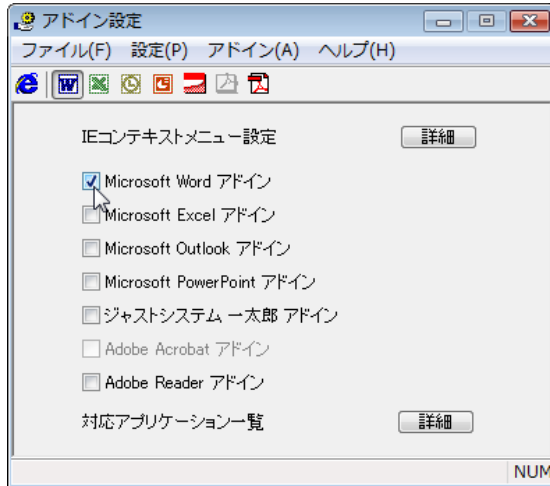 アドイン設定
ファイル(F) 設定(P) アドイン(A) ヘルプ(H)
IEコンテキストメニュー設定 詳細
Microsoft Word アドイン
Microsoft Excel アドイン
Microsoft Outlook アドイン
Microsoft PowerPoint アドイン
ジャストシステム 一太郎 アドイン
Adobe Acrobat アドイン
Adobe Reader アドイン
対応アプリケーション一覧 詳細
NUM